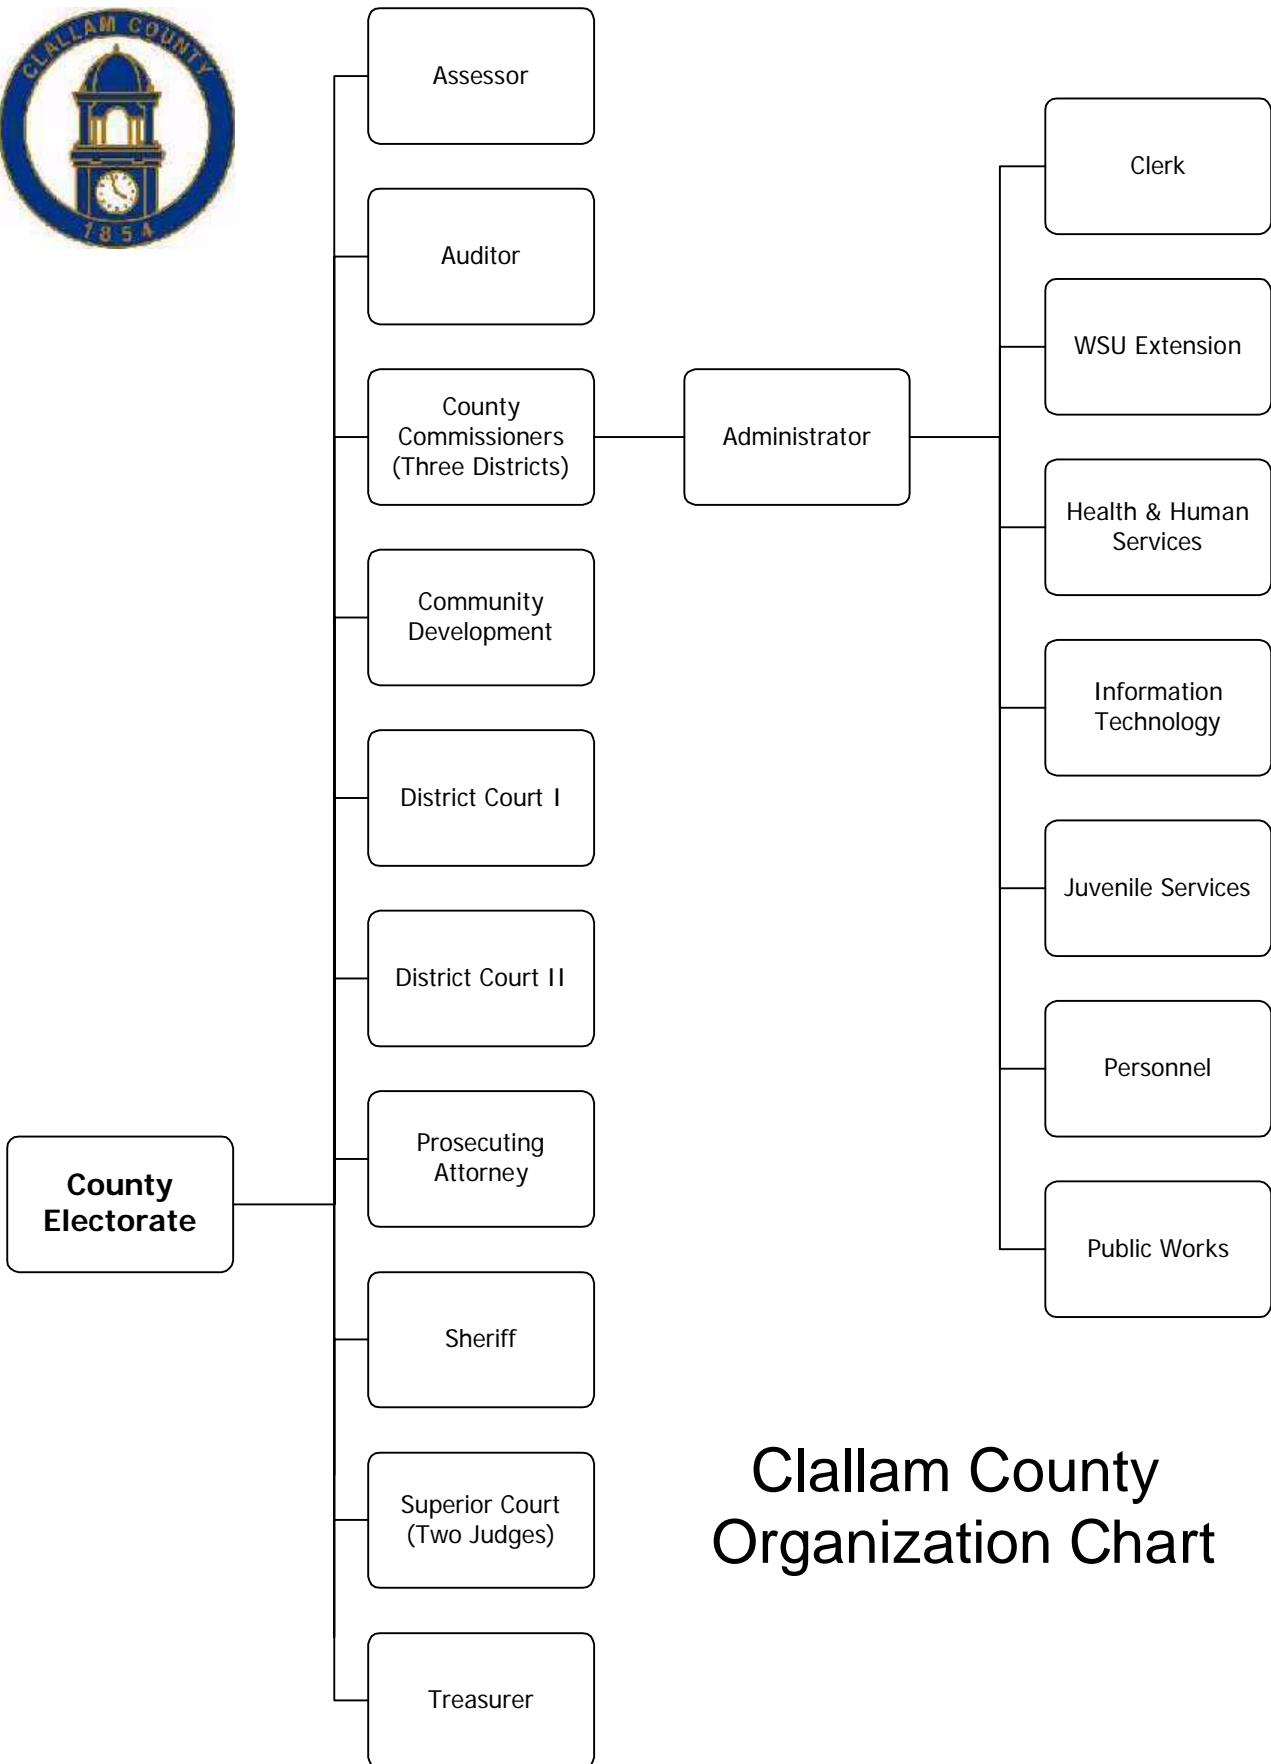 CLALLAM COUNTY
1854
Assessor
Auditor
County
Commissioners
(Three Districts)
Community
Development
District Court I
District Court II
Prosecuting
Attorney
Sheriff
Superior Court
(Two Judges)
Treasurer
County
Electorate
Administrator
Clerk
WSU Extension
Health & Human
Services
Information
Technology
Juvenile Services
Personnel
Public Works
Clallam County
Organization Chart